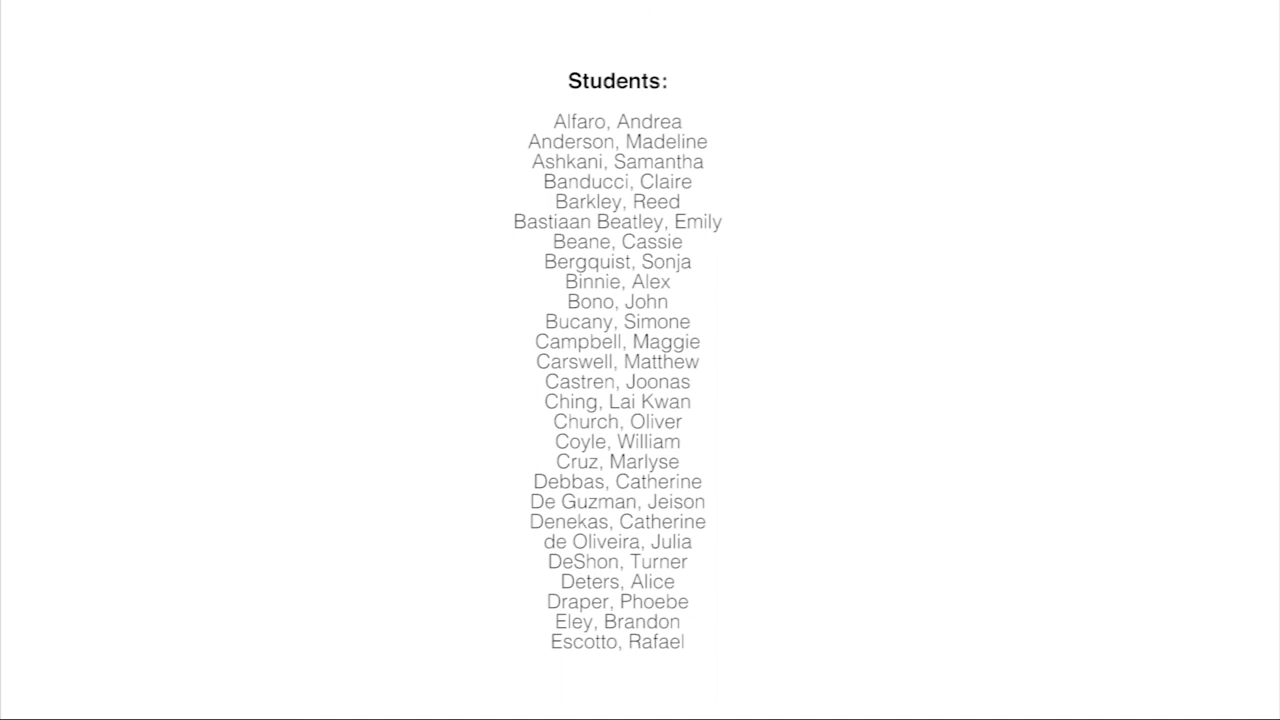 Students:
Alfaro, Andrea
Anderson, Madeline
Ashkani, Samantha
Banducci, Claire
Barkley, Reed
Bastiaan Beatley, Emily
Beane, Cassie
Bergquist, Sonja
Binnie, Alex
Bono, John
Bucany, Simone
Campbell, Maggie
Carswell, Matthew
Castren, Joonas
Ching, Lai Kwan
Church, Oliver
Coyle, William
Cruz, Marlyse
Debbas, Catherine
De Guzman, Jeison
Denekas, Catherine
de Oliveira, Julia
DeShon, Turner
Deters, Alice
Draper, Phoebe
Eley, Brandon
Escotto, Rafael